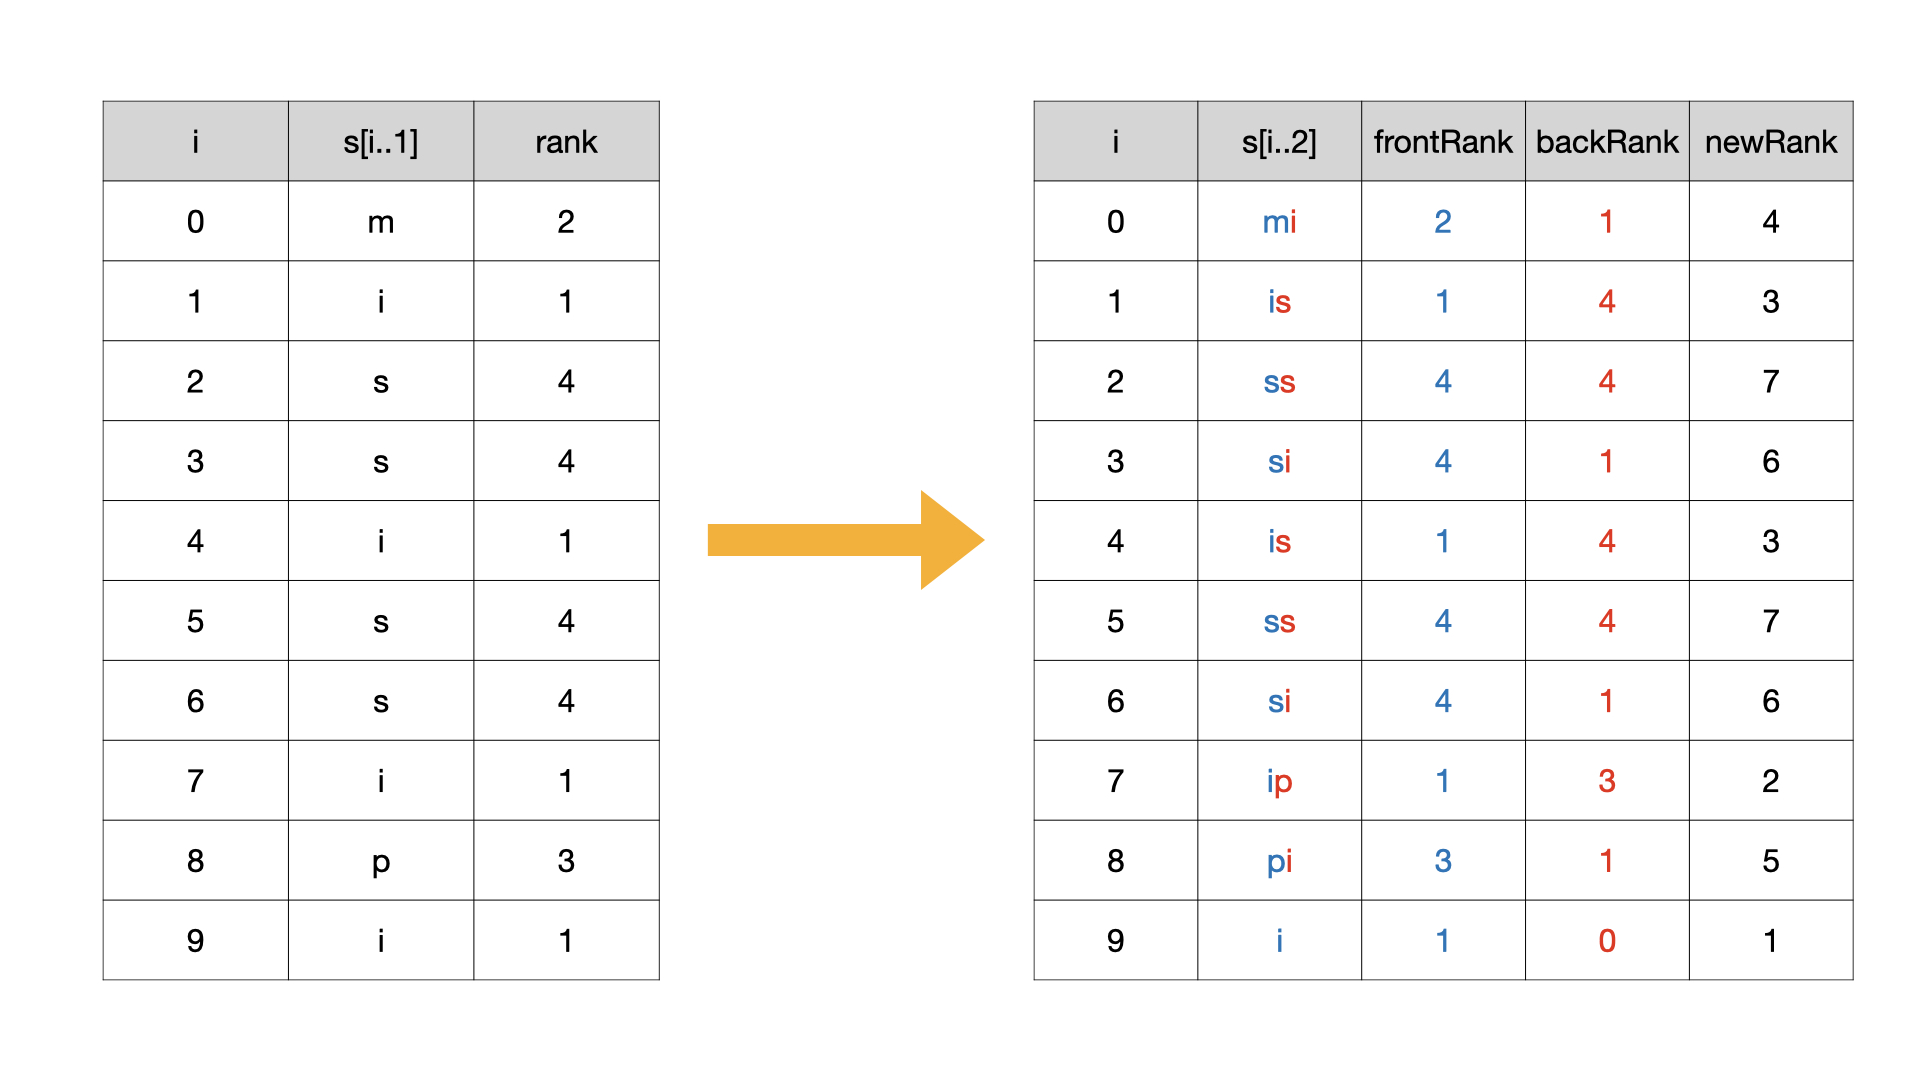 i s[i..1] rank
0 m 2
1 i 1
2 s 4
3 s 4
4 i 1
5 s 4
6 s 4
7 i 1
8 p 3
9 i 1
i s[i..2] frontRank backRank newRank
0 mi 2 1 4
1 is 1 4 3
2 ss 4 4 7
3 si 4 1 6
4 is 1 4 3
5 ss 4 4 7
6 si 4 1 6
7 ip 1 3 2
8 pi 3 1 5
9 i 1 0 1